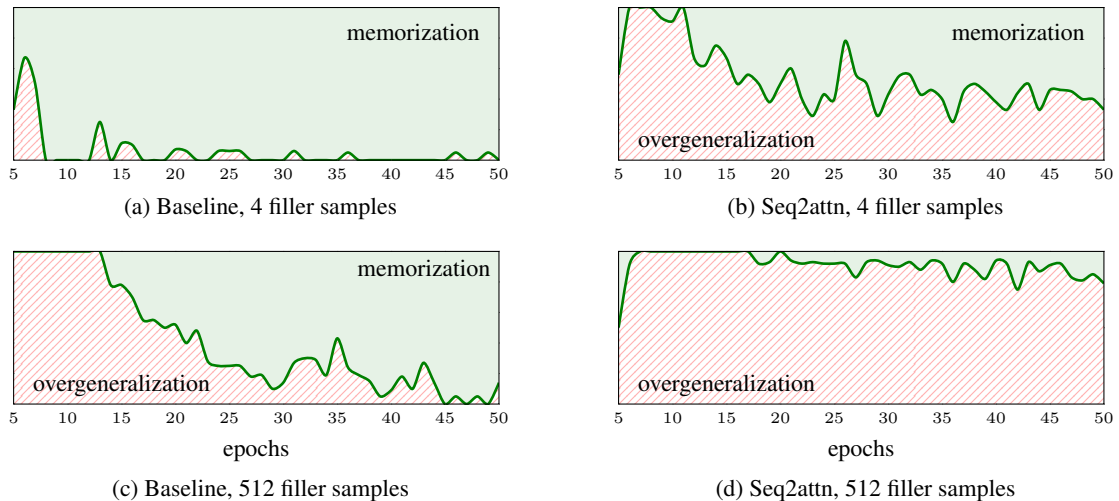 memorization
5 10 15 20 25 30 35 40 45 50
(a) Baseline, 4 filler samples
memorization
overgeneralization
5 10 15 20 25 30 35 40 45 50
(b) Seq2attn, 4 filler samples
memorization
overgeneralization
5 10 15 20 25 30 35 40 45 50
epochs
(c) Baseline, 512 filler samples
overgeneralization
5 10 15 20 25 30 35 40 45 50
epochs
(d) Seq2attn, 512 filler samples